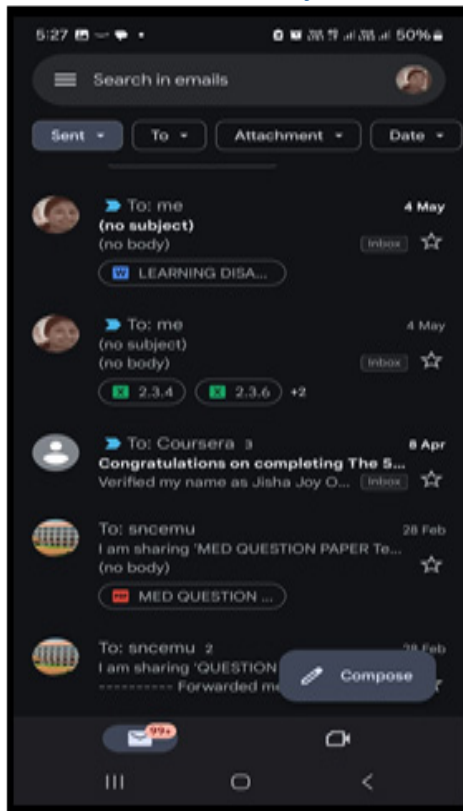 5:27 50%
Search in emails
Sent To Attachment Date
To: me 4 May
(no subject)
(no body) Inbox
W LEARNING DISA...
To: me 4 May
(no subject)
(no body) Inbox
X 2.3.4 X 2.3.6 +2
To: Coursera 3 8 Apr
Congratulations on completing The S...
Verified my name as Jisha Joy O... Inbox
To: sncemu 28 Feb
I am sharing 'MED QUESTION PAPER Te...
(no body)
PDF MED QUESTION ...
To: sncemu 2 28 Feb
I am sharing 'QUESTION
---------- Forwarded me
Compose
99+